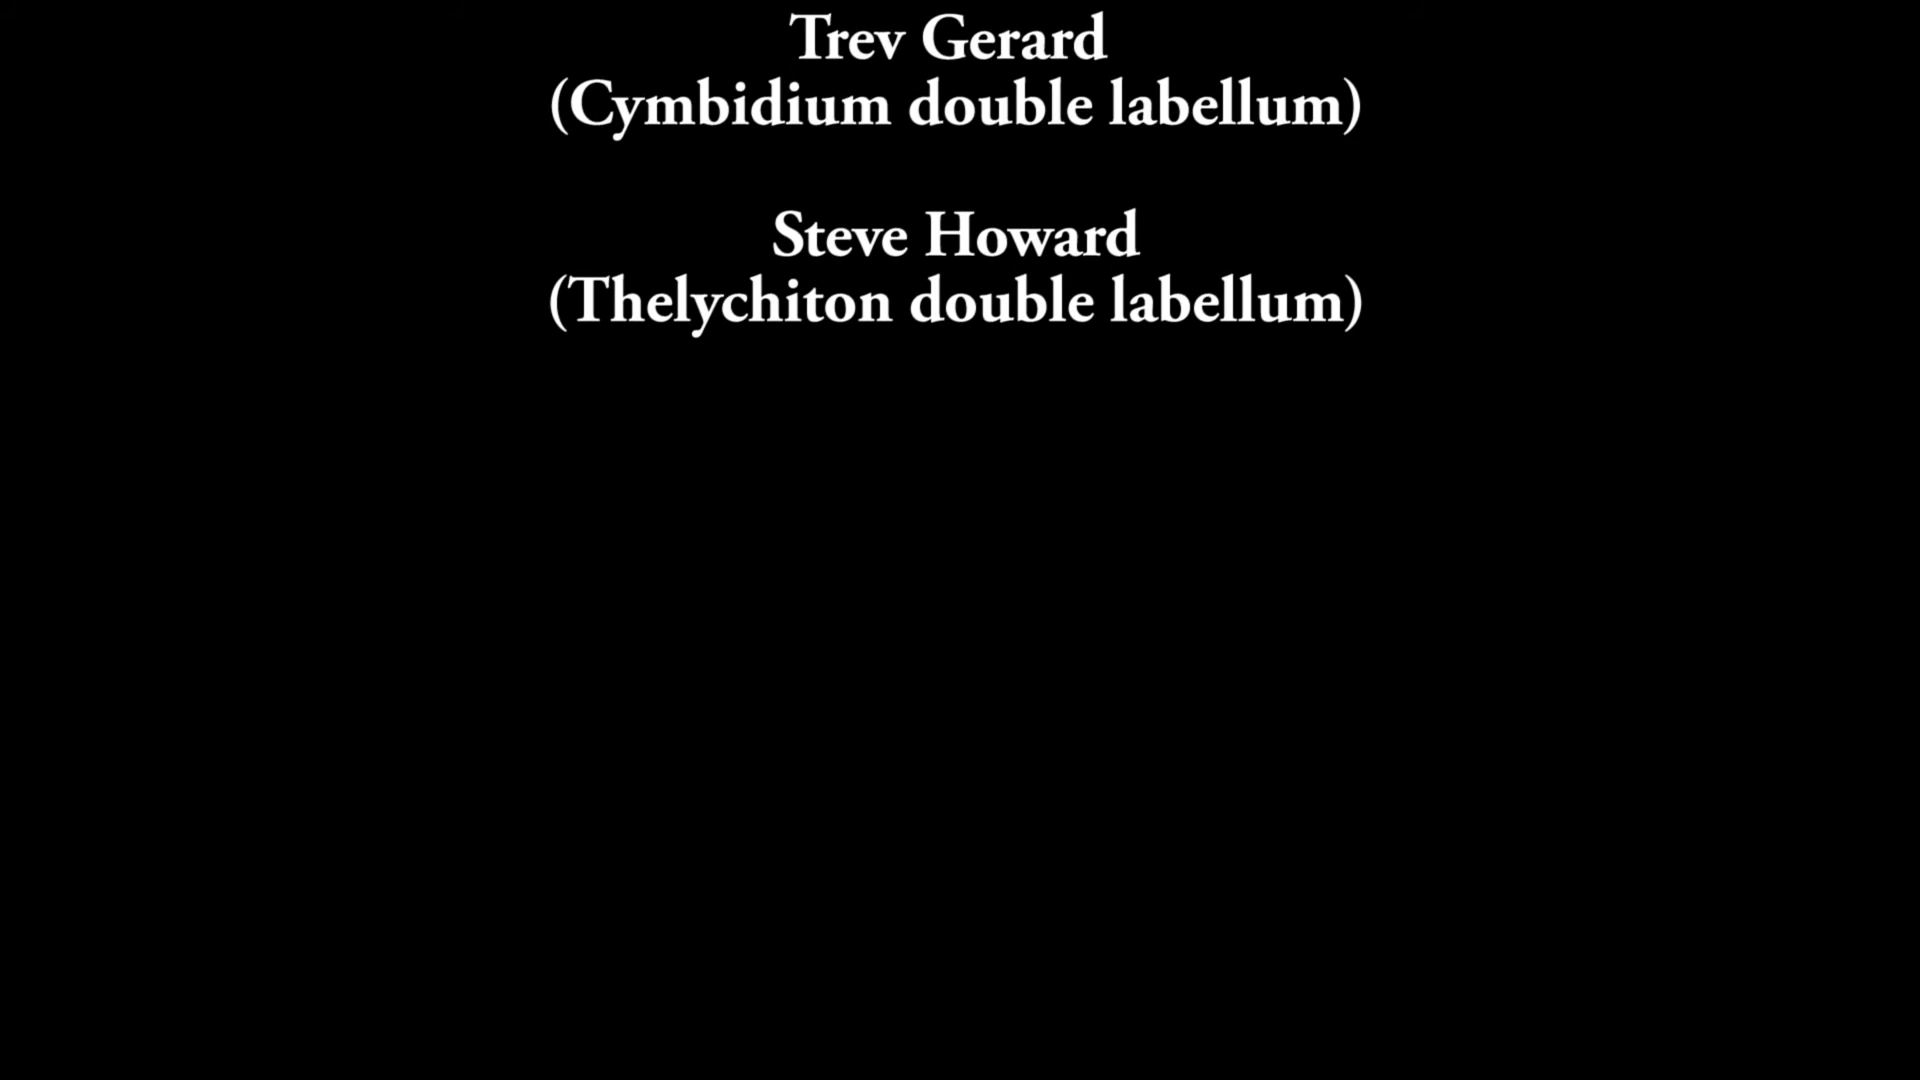 Trev Gerard
(Cymbidium double labellum)
Steve Howard
(Thelychiton double labellum)